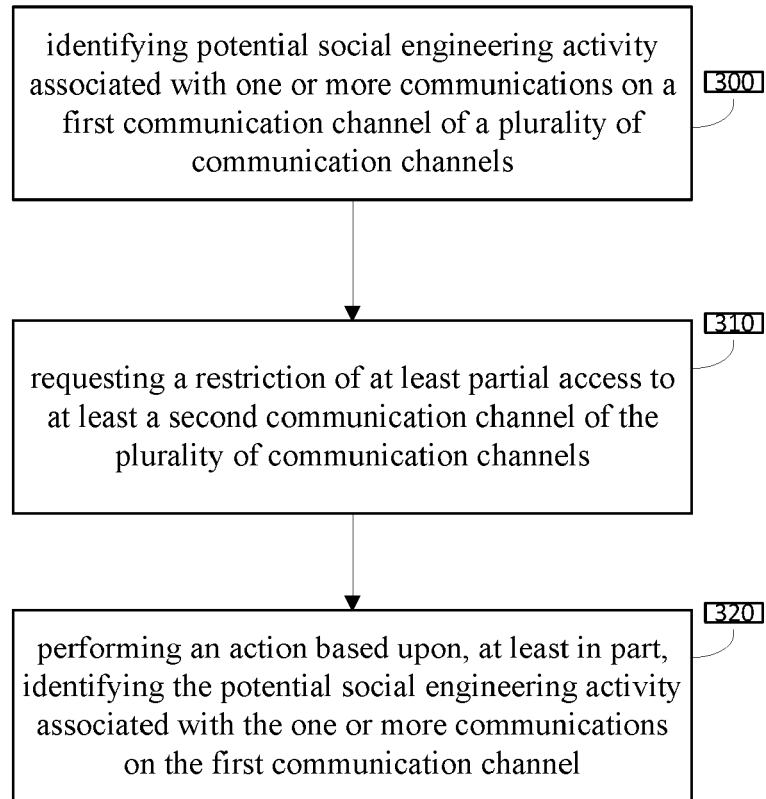 identifying potential social engineering activity
associated with one or more communications on a
first communication channel of a plurality of
communication channels
300
requesting a restriction of at least partial access to
at least a second communication channel of the
plurality of communication channels
310
performing an action based upon, at least in part,
identifying the potential social engineering activity
associated with the one or more communications
on the first communication channel
320